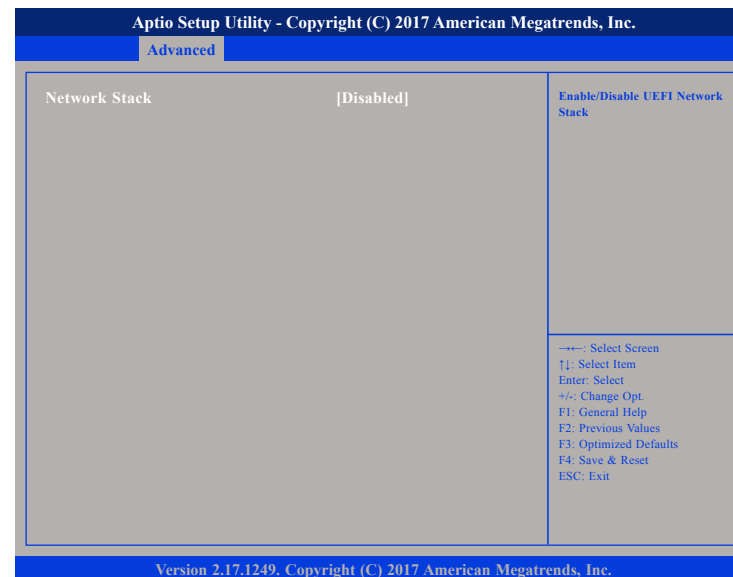 Aptio Setup Utility - Copyright (C) 2017 American Megatrends, Inc.
Advanced
Network Stack [Disabled]
Enable/Disable UEFI Network
Stack
→←: Select Screen
↑↓: Select Item
Enter: Select
+/-: Change Opt.
F1: General Help
F2: Previous Values
F3: Optimized Defaults
F4: Save & Reset
ESC: Exit
Version 2.17.1249. Copyright (C) 2017 American Megatrends, Inc.